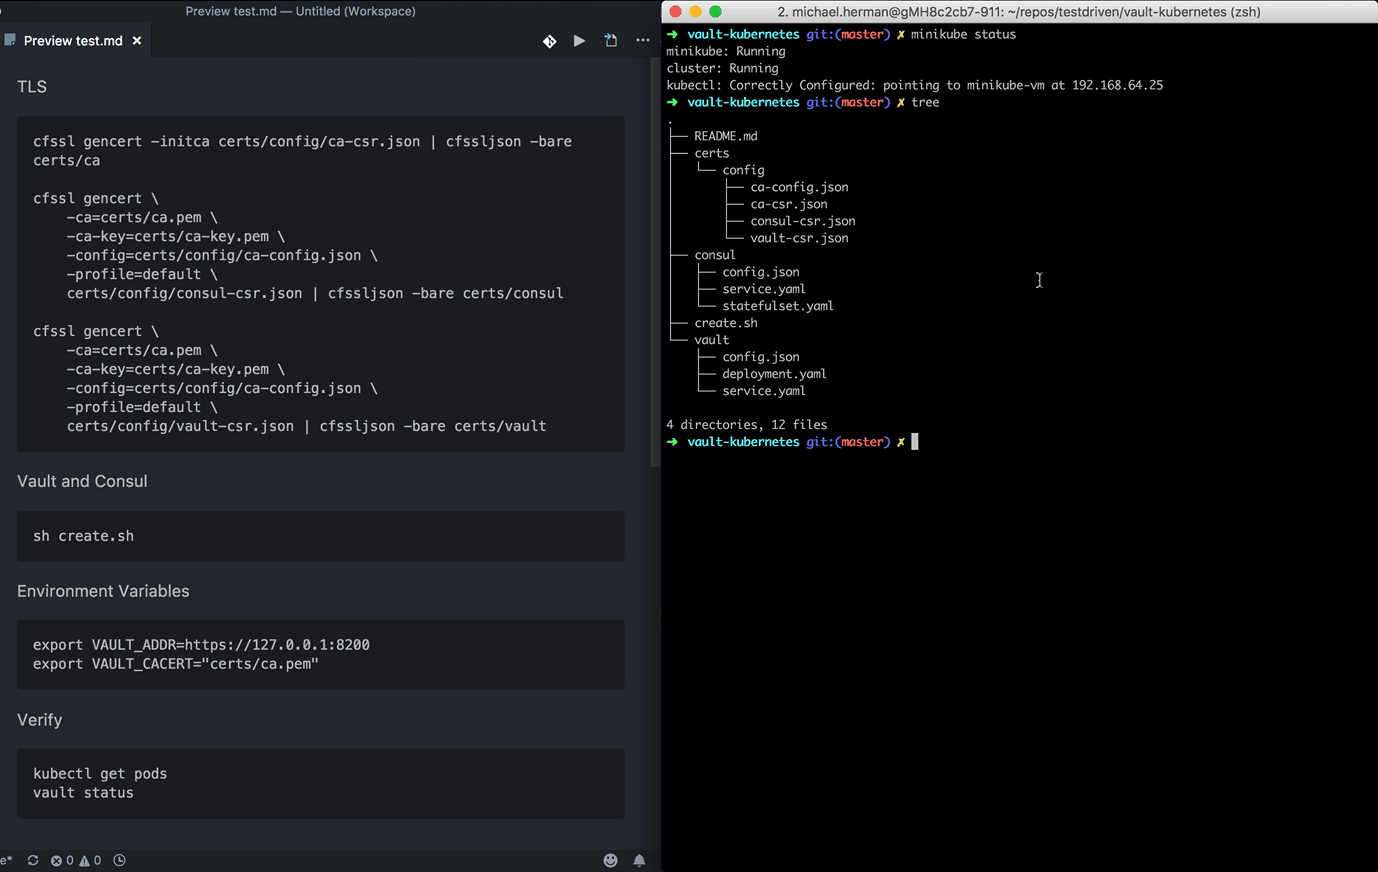 Preview test.md — Untitled (Workspace)
Preview test.md ×
TLS
cfssl gencert -initca certs/config/ca-csr.json | cfssljson -bare
certs/ca
cfssl gencert \
    -ca=certs/ca.pem \
    -ca-key=certs/ca-key.pem \
    -config=certs/config/ca-config.json \
    -profile=default \
    certs/config/consul-csr.json | cfssljson -bare certs/consul
cfssl gencert \
    -ca=certs/ca.pem \
    -ca-key=certs/ca-key.pem \
    -config=certs/config/ca-config.json \
    -profile=default \
    certs/config/vault-csr.json | cfssljson -bare certs/vault
Vault and Consul
sh create.sh
Environment Variables
export VAULT_ADDR=https://127.0.0.1:8200
export VAULT_CACERT="certs/ca.pem"
Verify
kubectl get pods
vault status
e* 0 0
2. michael.herman@gMH8c2cb7-911: ~/repos/testdriven/vault-kubernetes (zsh)
➜ vault-kubernetes git:(master) ✗ minikube status
minikube: Running
cluster: Running
kubectl: Correctly Configured: pointing to minikube-vm at 192.168.64.25
➜ vault-kubernetes git:(master) ✗ tree
.
├── README.md
├── certs
│   └── config
│       ├── ca-config.json
│       ├── ca-csr.json
│       ├── consul-csr.json
│       └── vault-csr.json
├── consul
│   ├── config.json
│   ├── service.yaml
│   └── statefulset.yaml
├── create.sh
└── vault
    ├── config.json
    ├── deployment.yaml
    └── service.yaml
4 directories, 12 files
➜ vault-kubernetes git:(master) ✗